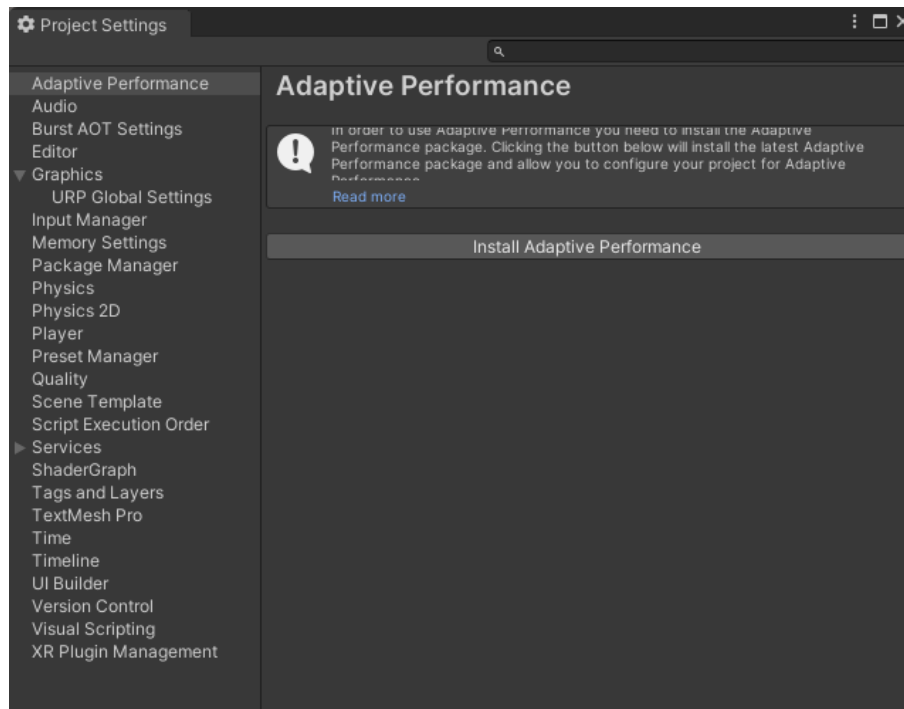 Project Settings
Adaptive Performance
Audio
Burst AOT Settings
Editor
Graphics
URP Global Settings
Input Manager
Memory Settings
Package Manager
Physics
Physics 2D
Player
Preset Manager
Quality
Scene Template
Script Execution Order
Services
ShaderGraph
Tags and Layers
TextMesh Pro
Time
Timeline
UI Builder
Version Control
Visual Scripting
XR Plugin Management
Adaptive Performance
In order to use Adaptive Performance you need to install the Adaptive
Performance package. Clicking the button below will install the latest Adaptive
Performance package and allow you to configure your project for Adaptive
Performance
Read more
Install Adaptive Performance